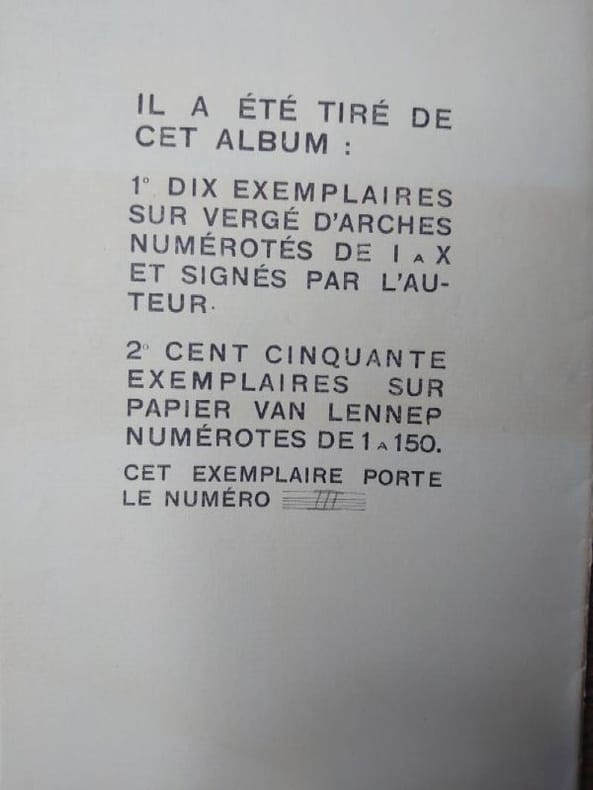 IL A ÉTÉ TIRÉ DE
CET ALBUM :
1° DIX EXEMPLAIRES
SUR VERGÉ D'ARCHES
NUMÉROTÉS DE I A X
ET SIGNÉS PAR L'AU-
TEUR.
2° CENT CINQUANTE
EXEMPLAIRES SUR
PAPIER VAN LENNEP
NUMÉROTES DE 1 A 150.
CET EXEMPLAIRE PORTE
LE NUMÉRO III